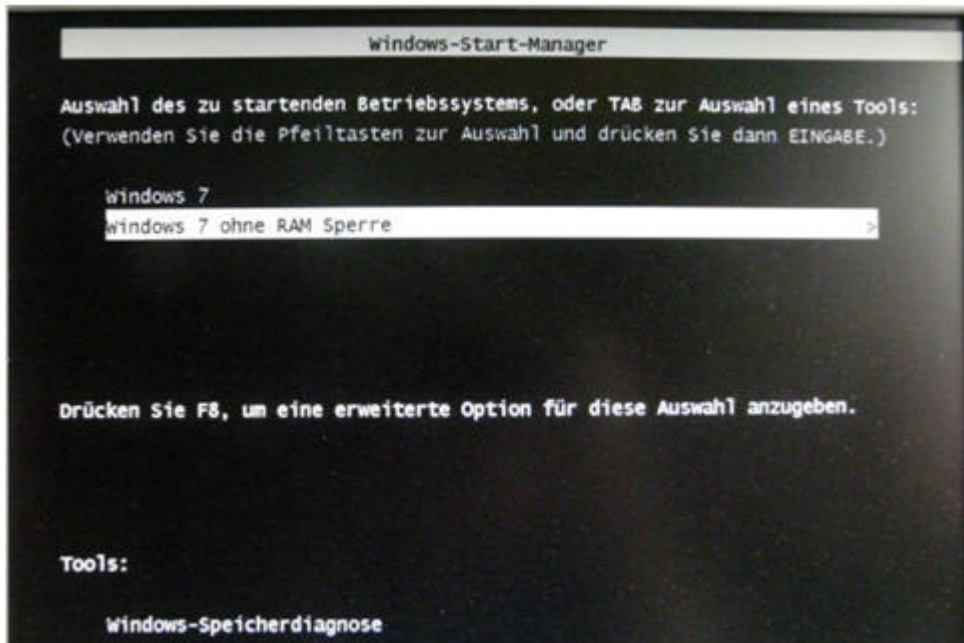 Windows-Start-Manager
Auswahl des zu startenden Betriebssystems, oder TAB zur Auswahl eines Tools:
(Verwenden Sie die Pfeiltasten zur Auswahl und drücken Sie dann EINGABE.)
Windows 7
Windows 7 ohne RAM Sperre >
Drücken Sie F8, um eine erweiterte Option für diese Auswahl anzugeben.
Tools:
Windows-Speicherdiagnose